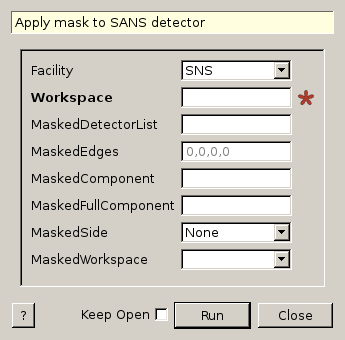 Apply mask to SANS detector
Facility SNS
Workspace *
MaskedDetectorList
MaskedEdges 0,0,0,0
MaskedComponent
MaskedFullComponent
MaskedSide None
MaskedWorkspace
? Keep Open Run Close